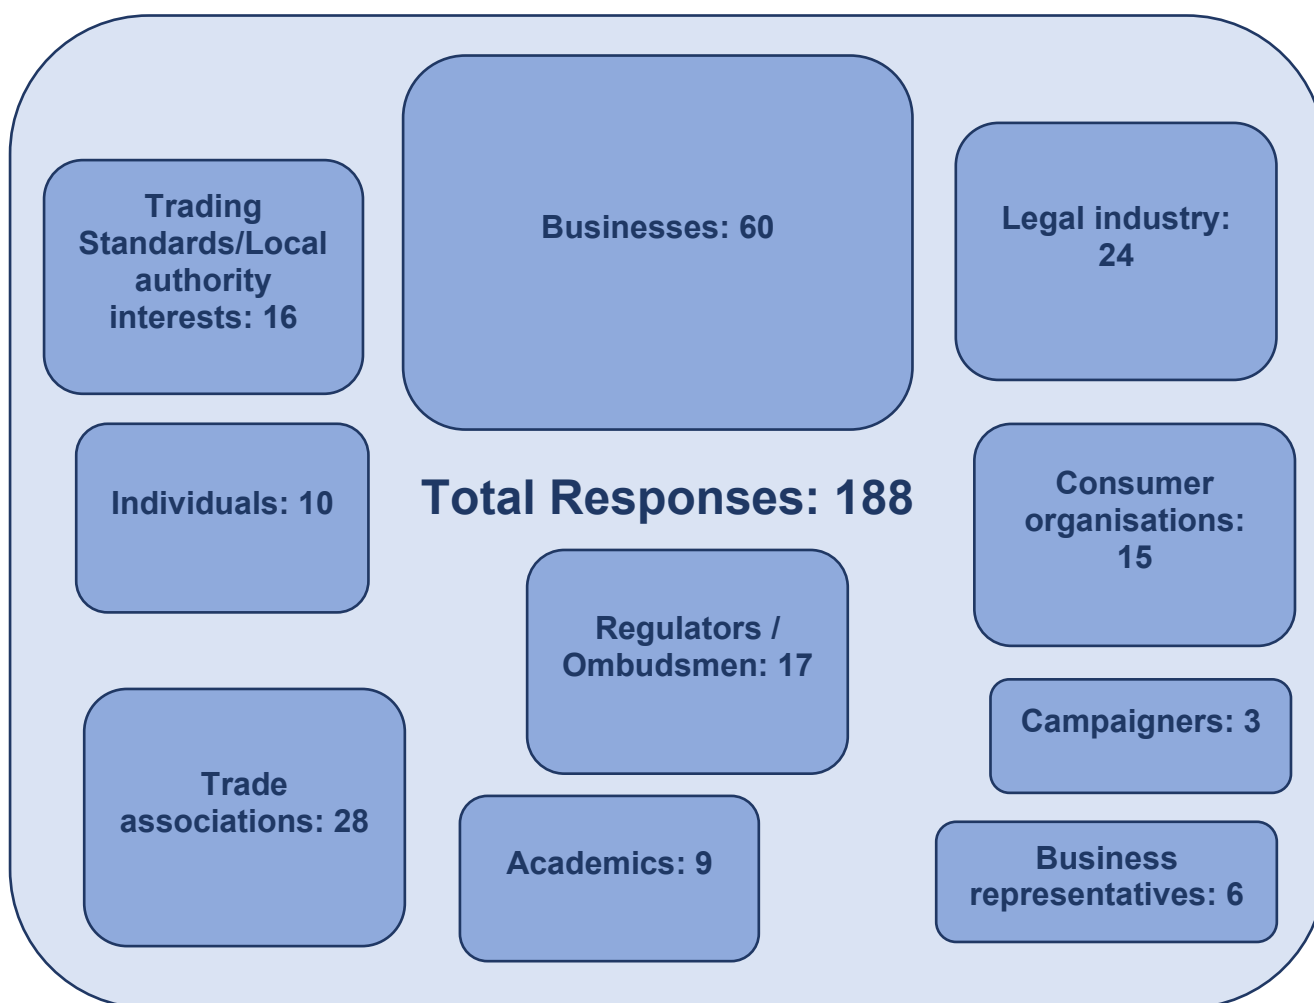 Trading
Standards/Local
authority
interests: 16
Businesses: 60
Legal industry:
24
Individuals: 10
Total Responses: 188
Consumer
organisations:
15
Regulators /
Ombudsmen: 17
Campaigners: 3
Trade
associations: 28
Academics: 9
Business
representatives: 6